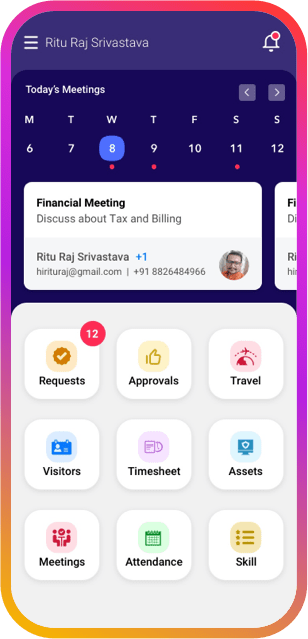 Ritu Raj Srivastava
Today's Meetings
M T W T F S S
6 7 8 9 10 11 12
Financial Meeting
Discuss about Tax and Billing
Ritu Raj Srivastava +1
hirituraj@gmail.com | +91 8826484966
Fi
Di
Ri
hi
12
Requests Approvals Travel
Visitors Timesheet Assets
Meetings Attendance Skill